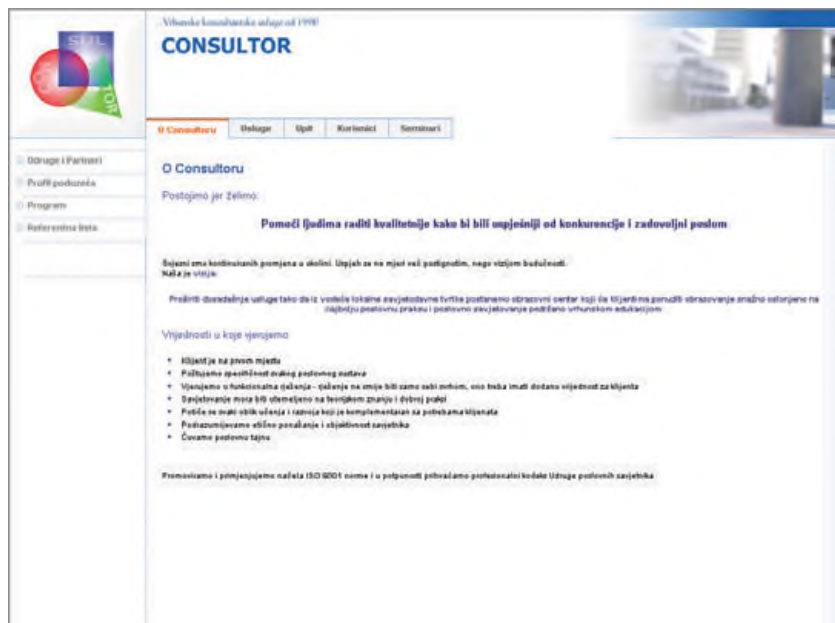 Vrhunske konzultantske usluge od 1990
CONSULTOR
CON
SUL
TOR
O Consultoru
Usluge
Upit
Korisnici
Seminari
Udruge i Partneri
Profil poduzeća
Program
Referentna lista
O Consultoru
Postojimo jer želimo:
Pomoći ljudima raditi kvalitetnije kako bi bili uspješniji od konkurencije i zadovoljni poslom
Svjesni smo kontinuiranih promjena u okolini. Uspjeh se ne mjeri već postignutim, nego vizijom budućnosti.
Naša je vizija:
Proširiti dosadašnje usluge tako da iz vodeće lokalne savjetodavne tvrtke postanemo obrazovni centar koji će klijentima ponuditi obrazovanje snažno oslonjeno na
najbolju poslovnu praksu i poslovno savjetovanje podržano vrhunskom edukacijom
Vrijednosti u koje vjerujemo
Klijent je na prvom mjestu
Poštujemo specifičnost svakog poslovnog sustava
Vjerujemo u funkcionalna rješenja - rješenje ne smije biti samo sebi svrhom, ono treba imati dodanu vrijednost za klijenta
Savjetovanje mora biti utemeljeno na teorijskom znanju i dobroj praksi
Potiče se svaki oblik učenja i razvoja koji je komplementaran sa potrebama klijenata
Podrazumijevamo etično ponašanje i objektivnost savjetnika
Čuvamo poslovnu tajnu
Promoviramo i primjenjujemo načela ISO 9001 norme i u potpunosti prihvaćamo profesionalni kodeks Udruge poslovnih savjetnika